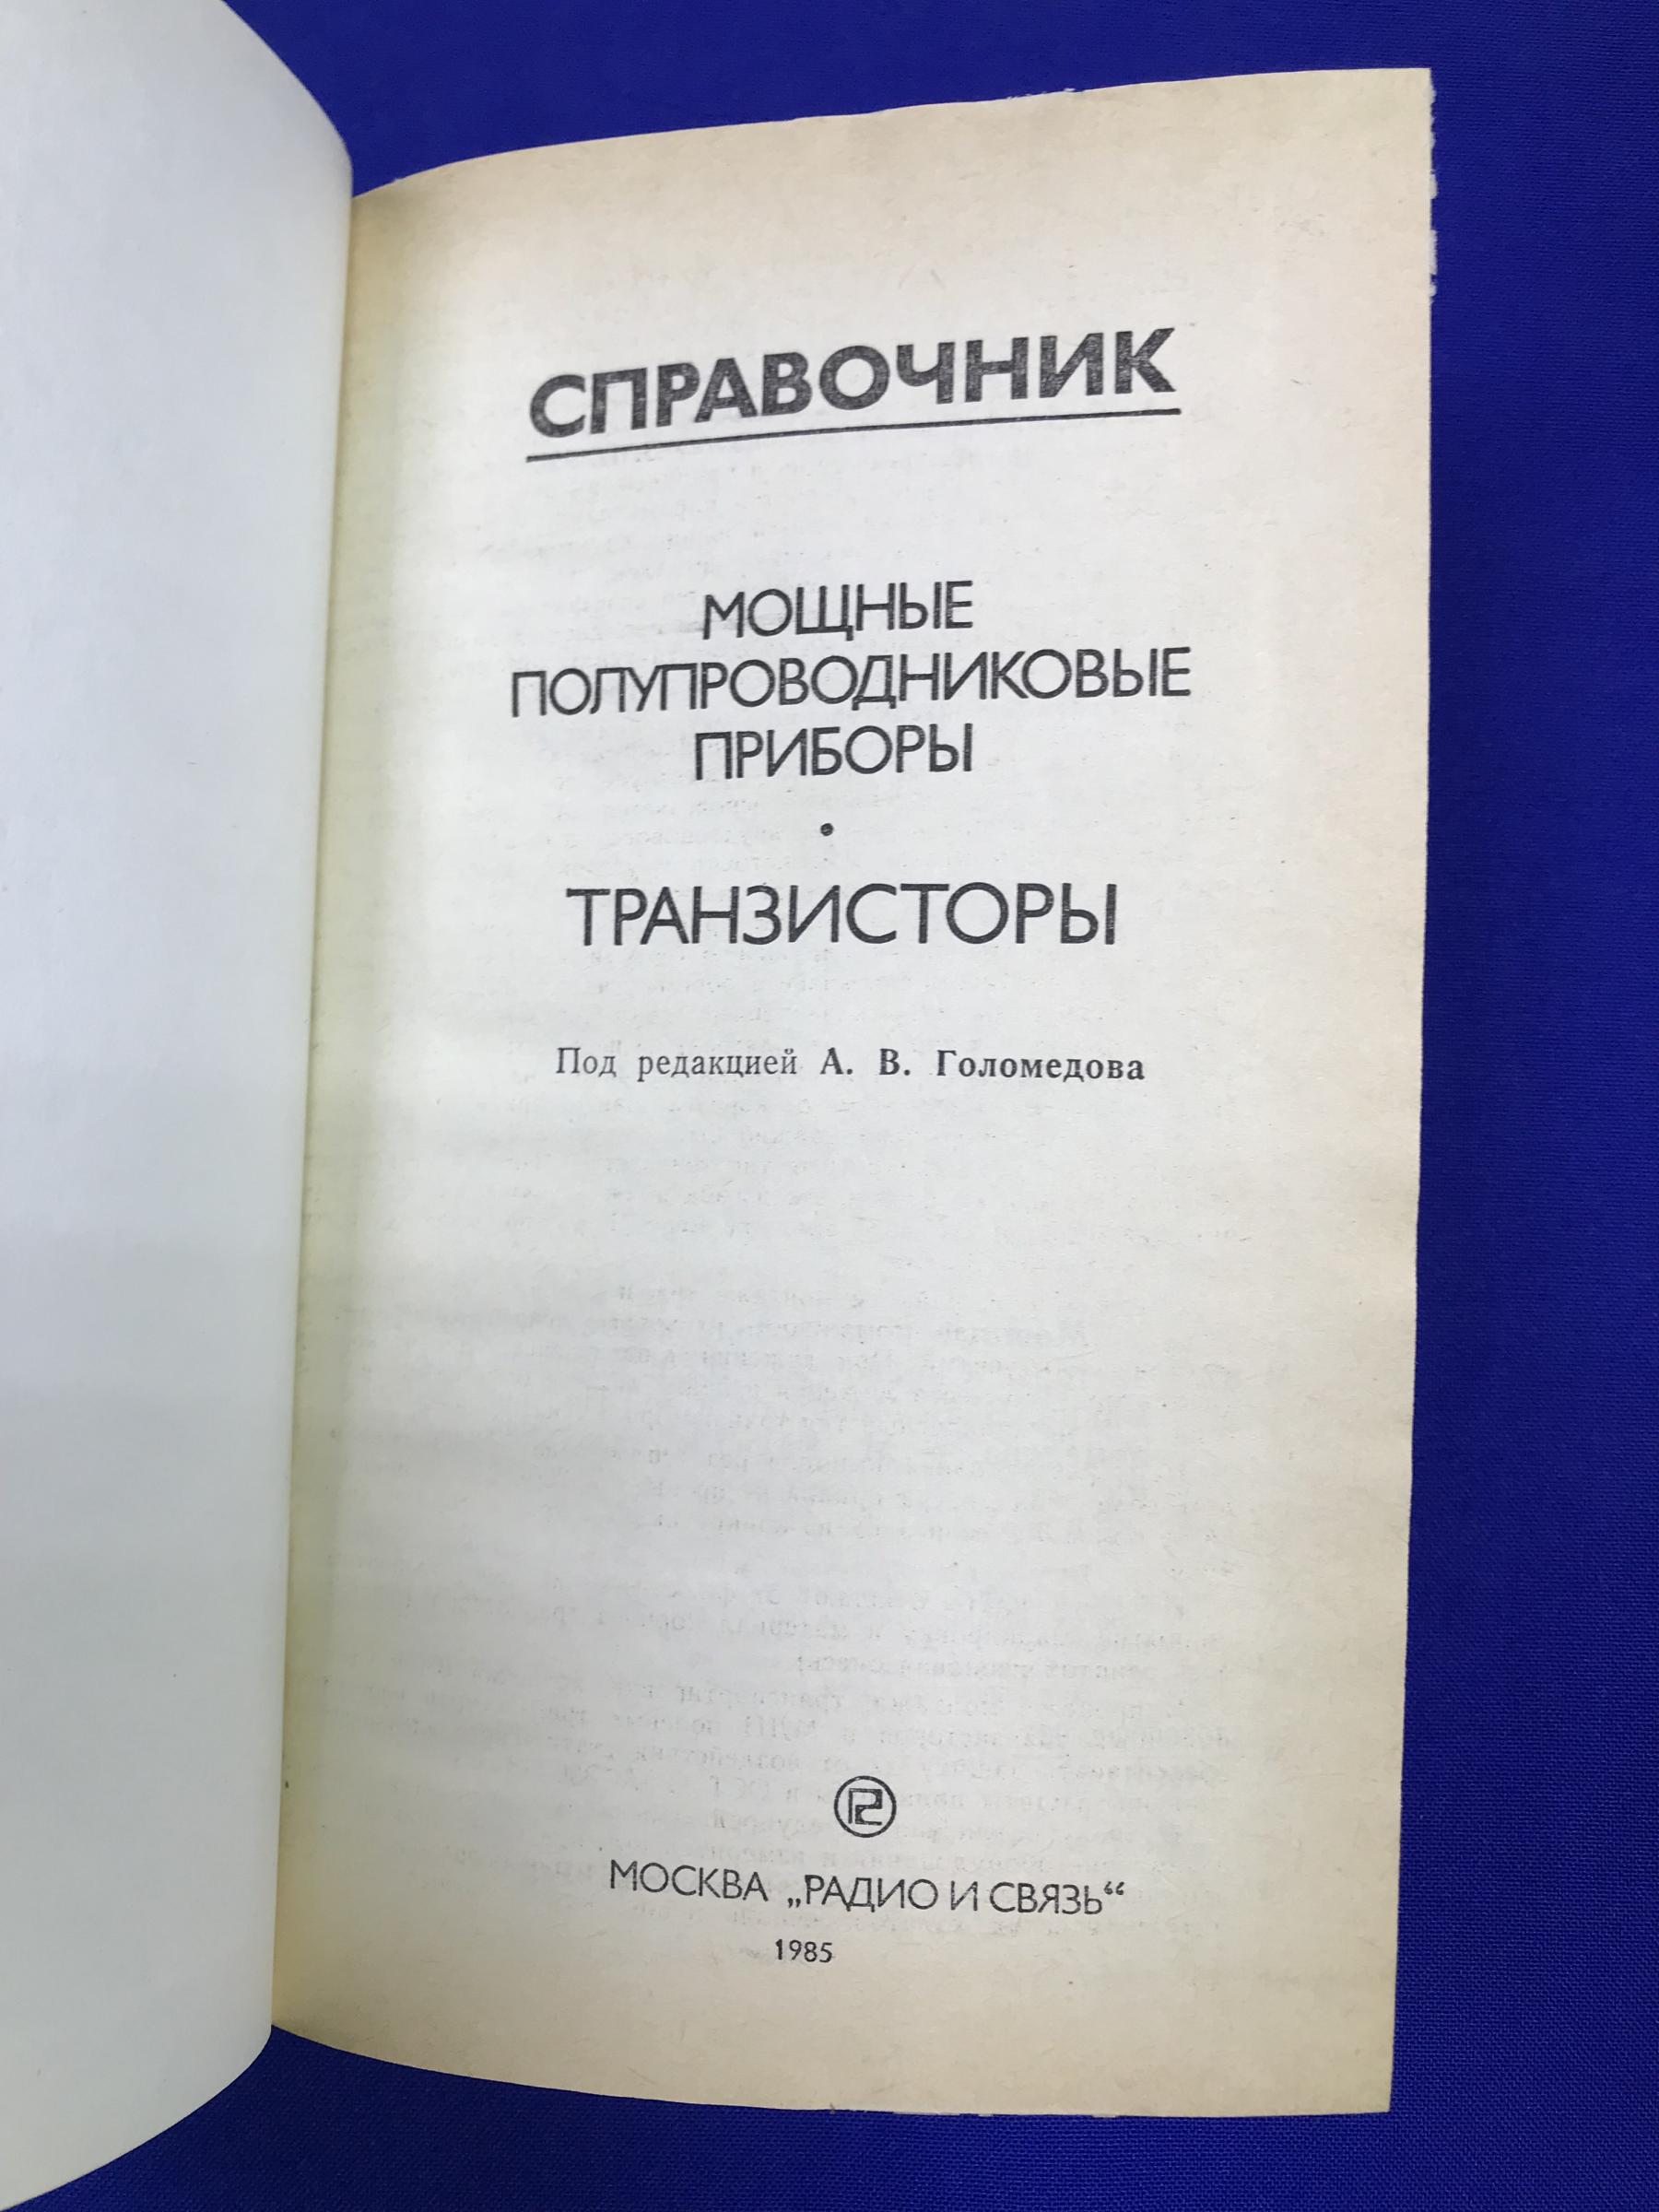 СПРАВОЧНИК
МОЩНЫЕ
ПОЛУПРОВОДНИКОВЫЕ
ПРИБОРЫ
•
ТРАНЗИСТОРЫ
Под редакцией А. В. Голомедова
МОСКВА „РАДИО И СВЯЗЬ“
1985